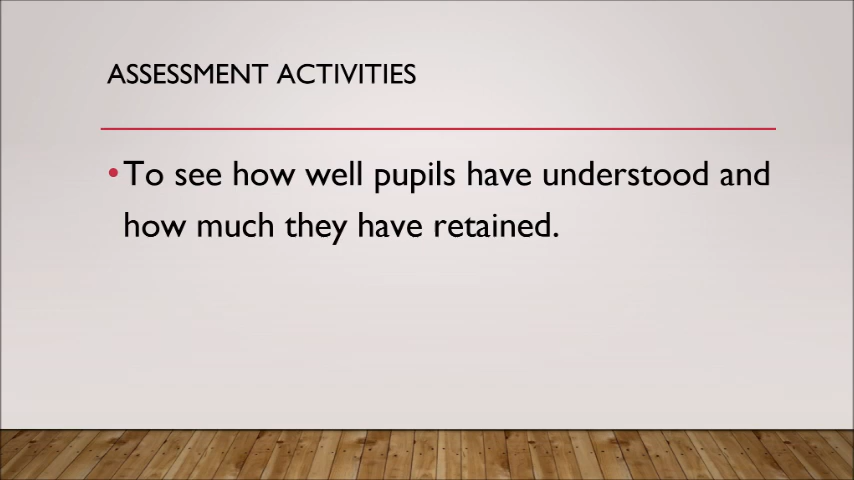 ASSESSMENT ACTIVITIES
•To see how well pupils have understood and
how much they have retained.